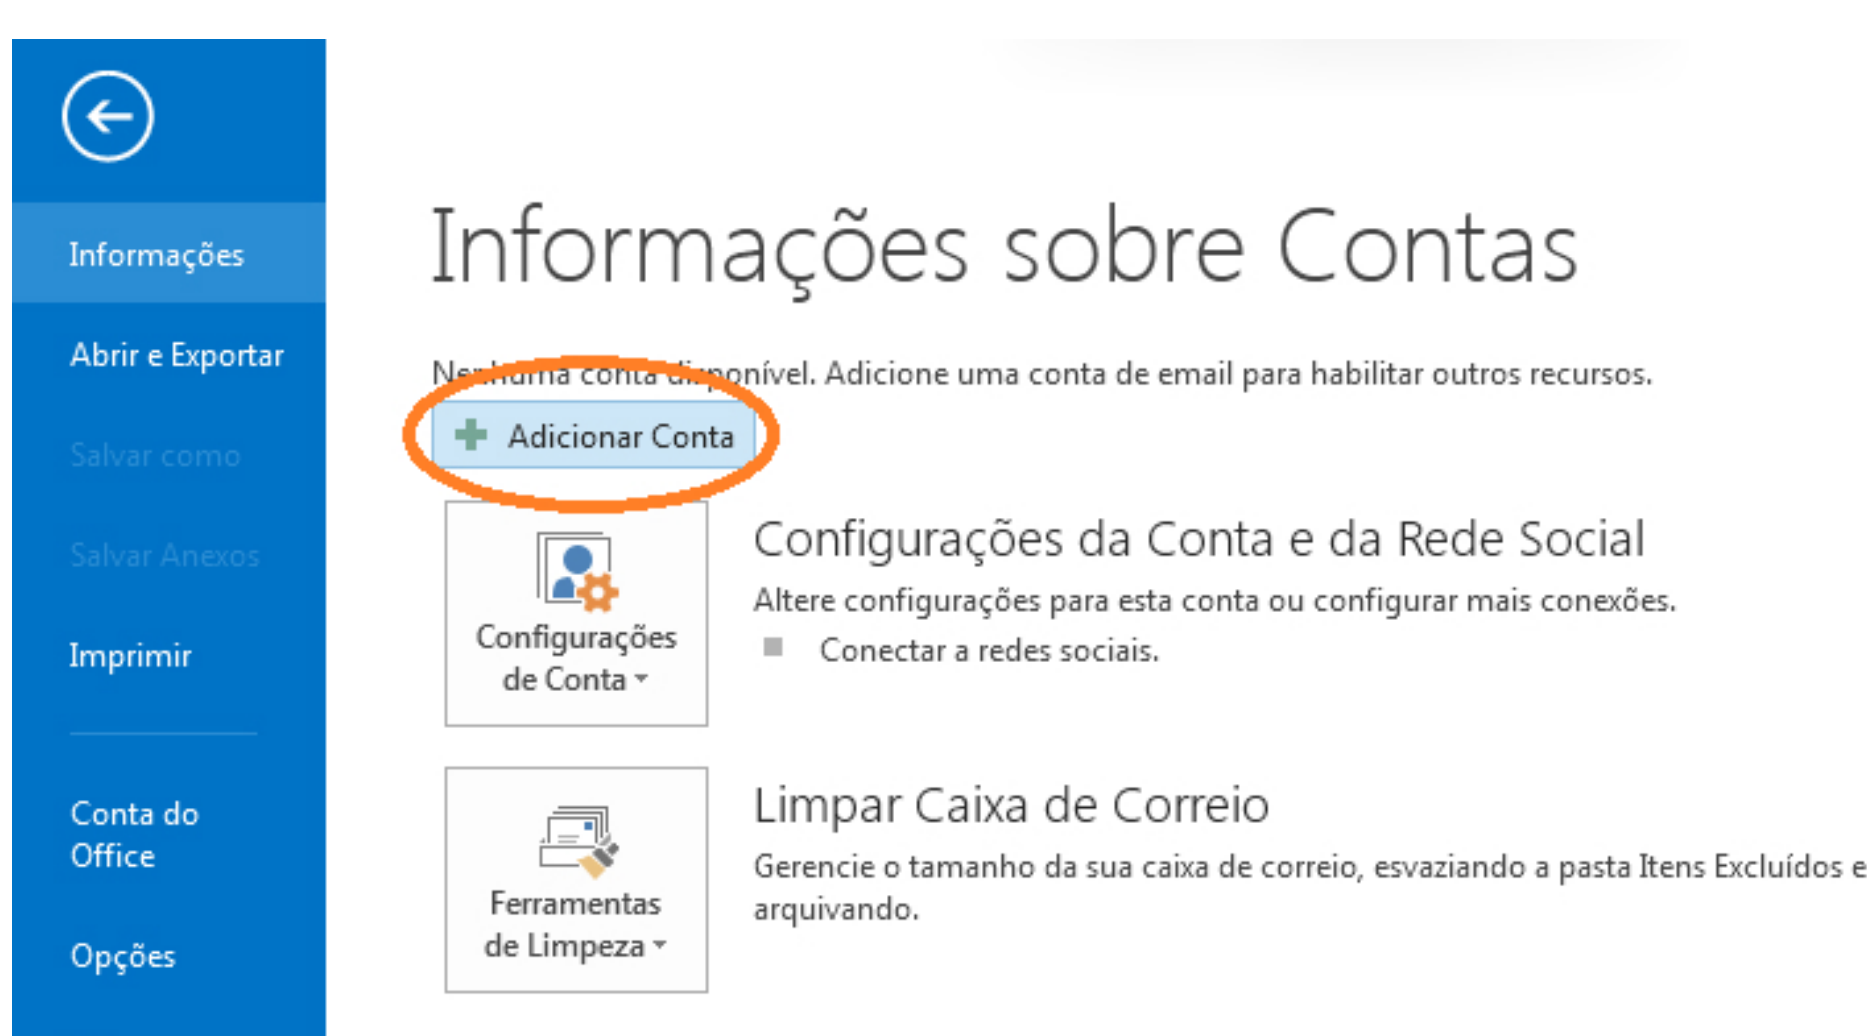 Informações
Abrir e Exportar
Salvar como
Salvar Anexos
Imprimir
Conta do
Office
Opções
Informações sobre Contas
Nenhuma conta disponível. Adicione uma conta de email para habilitar outros recursos.
Adicionar Conta
Configurações
de Conta
Configurações da Conta e da Rede Social
Altere configurações para esta conta ou configurar mais conexões.
Conectar a redes sociais.
Ferramentas
de Limpeza
Limpar Caixa de Correio
Gerencie o tamanho da sua caixa de correio, esvaziando a pasta Itens Excluídos e
arquivando.